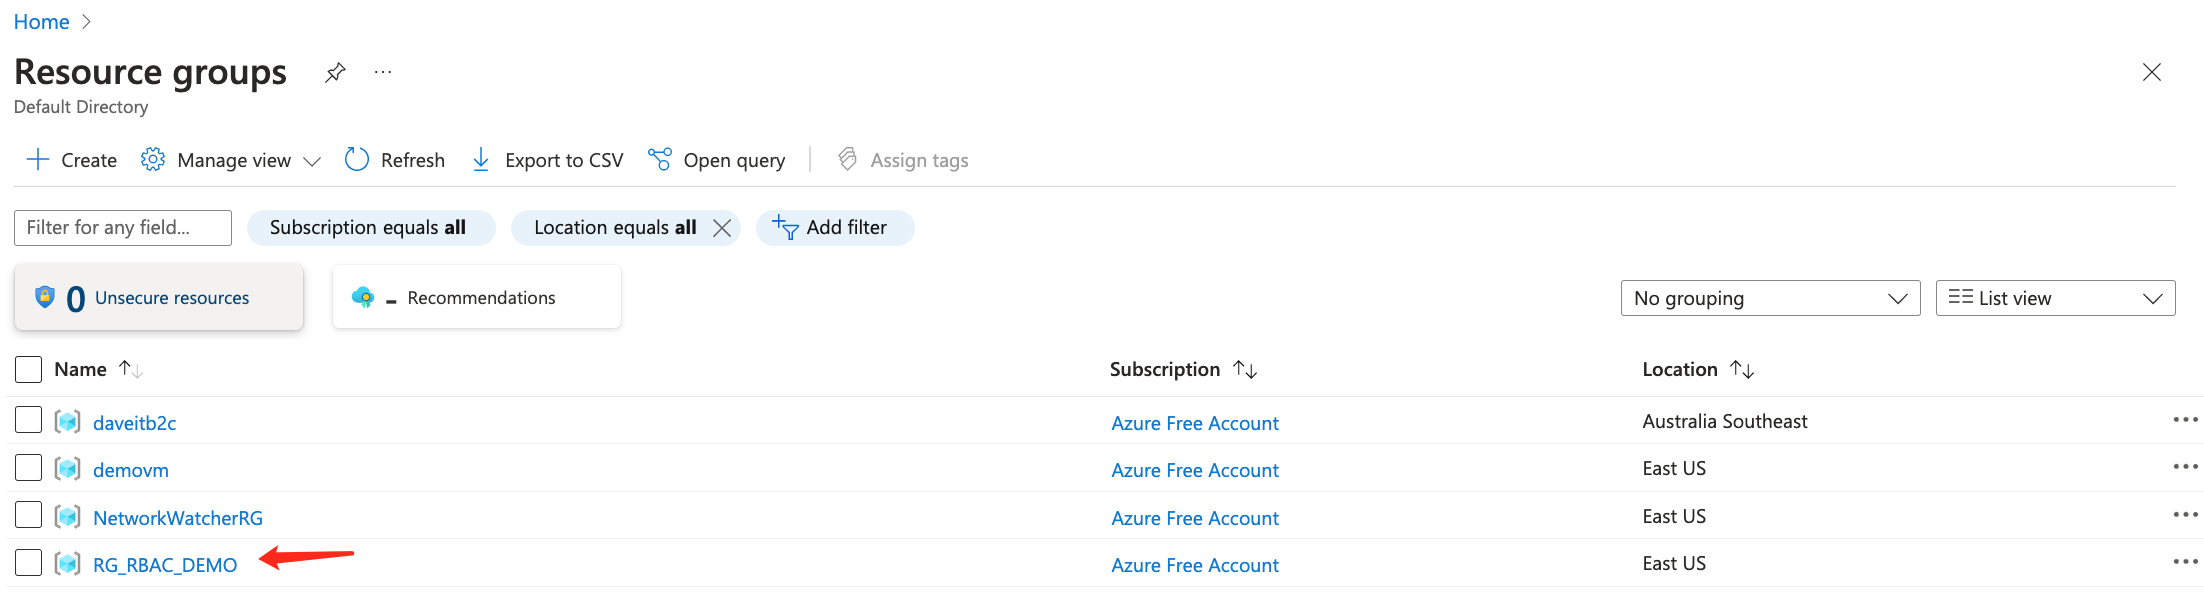 Home
Resource groups
Default Directory
Create Manage view Refresh Export to CSV Open query Assign tags
Filter for any field... Subscription equals all Location equals all Add filter
0 Unsecure resources - Recommendations No grouping List view
Name Subscription Location
daveitb2c Azure Free Account Australia Southeast
demovm Azure Free Account East US
NetworkWatcherRG Azure Free Account East US
RG_RBAC_DEMO Azure Free Account East US